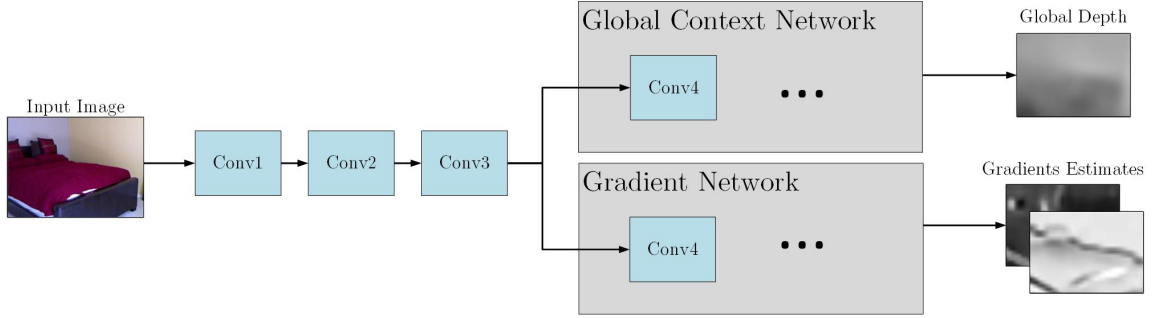 Input Image
Conv1
Conv2
Conv3
Global Context Network
Conv4
Global Depth
Gradient Network
Conv4
Gradients Estimates